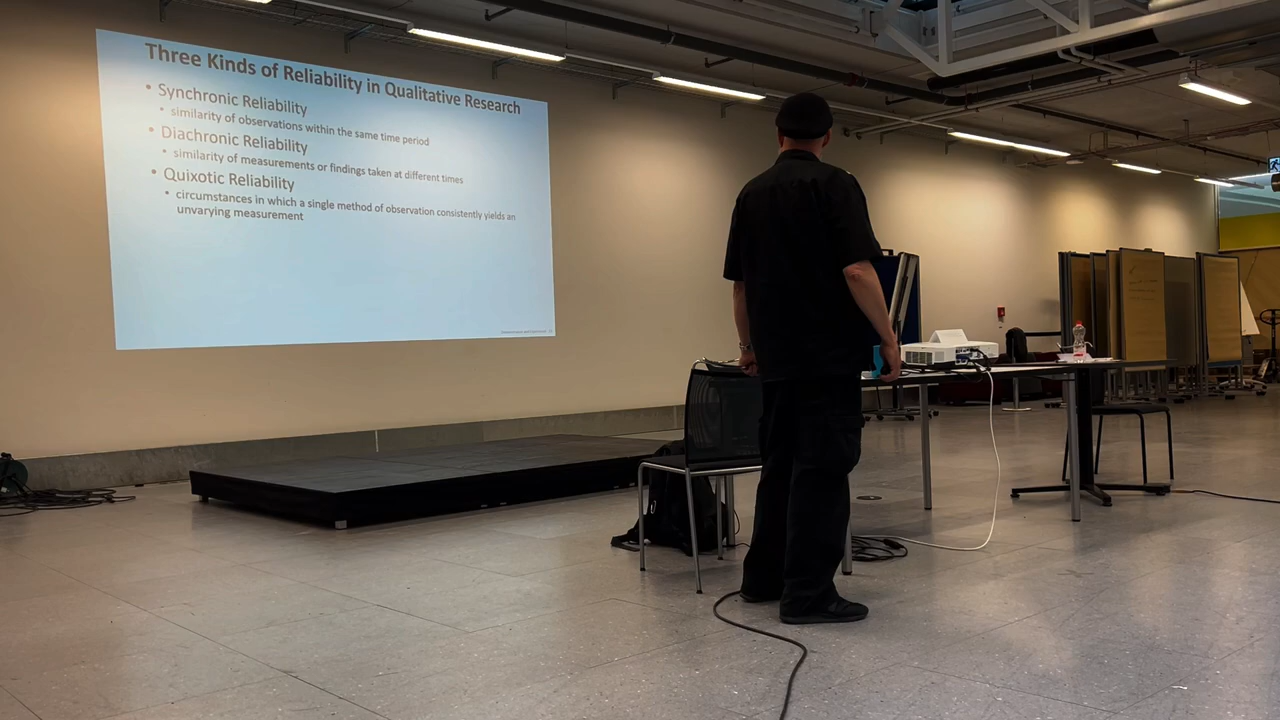 Three Kinds of Reliability in Qualitative Research
• Synchronic Reliability
• similarity of observations within the same time period
• Diachronic Reliability
• similarity of measurements or findings taken at different times
• Quixotic Reliability
• circumstances in which a single method of observation consistently yields an
unvarying measurement